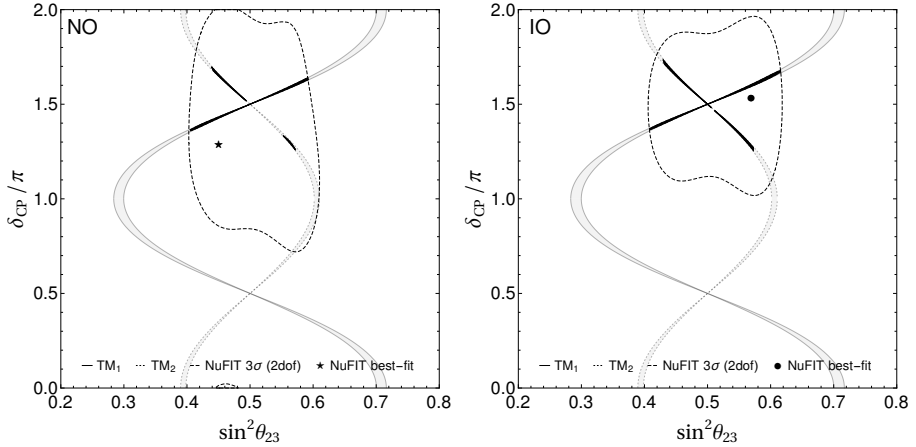 NO
2.0
1.5
1.0
0.5
0.0
δCP / π
TM1 TM2 NuFIT 3σ (2dof) NuFIT best-fit
0.2 0.3 0.4 0.5 0.6 0.7 0.8
sin²θ23
IO
2.0
1.5
1.0
0.5
0.0
δCP / π
TM1 TM2 NuFIT 3σ (2dof) NuFIT best-fit
0.2 0.3 0.4 0.5 0.6 0.7 0.8
sin²θ23